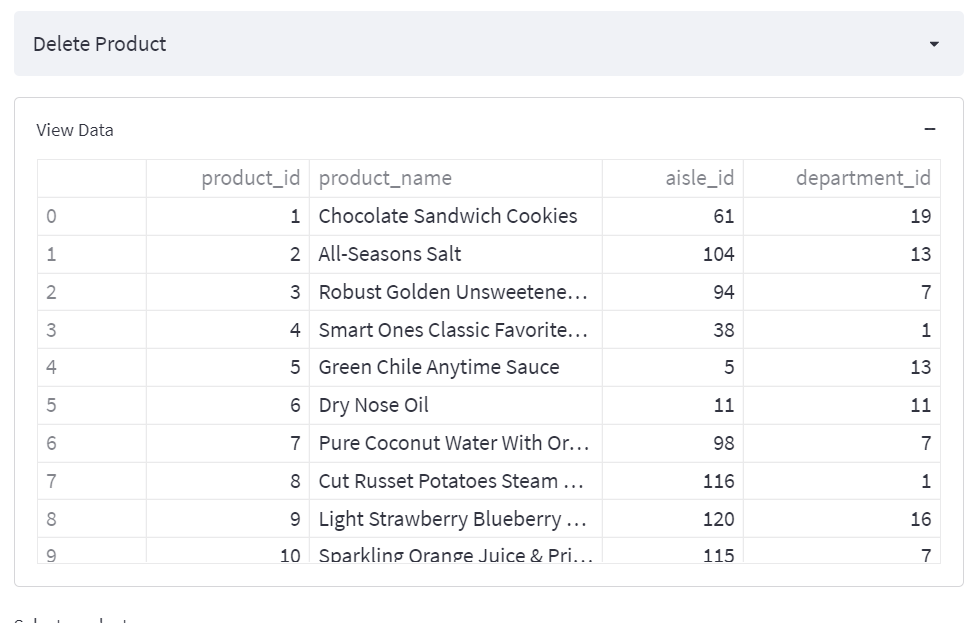 Delete Product
View Data
product_id product_name aisle_id department_id
0 1 Chocolate Sandwich Cookies 61 19
1 2 All-Seasons Salt 104 13
2 3 Robust Golden Unsweetene... 94 7
3 4 Smart Ones Classic Favorite... 38 1
4 5 Green Chile Anytime Sauce 5 13
5 6 Dry Nose Oil 11 11
6 7 Pure Coconut Water With Or... 98 7
7 8 Cut Russet Potatoes Steam ... 116 1
8 9 Light Strawberry Blueberry ... 120 16
9 10 Sparkling Orange Juice & Pri... 115 7